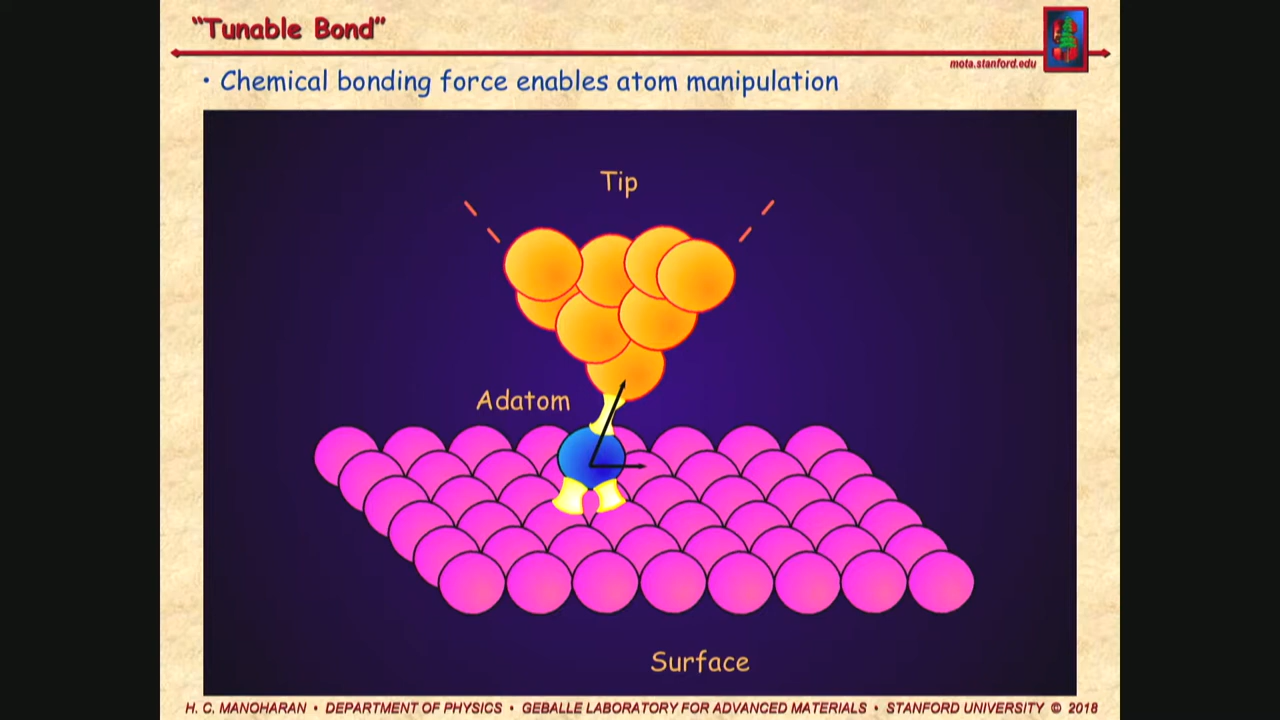 “Tunable Bond”
mota.stanford.edu
• Chemical bonding force enables atom manipulation
Tip
Adatom
Surface
H. C. MANOHARAN • DEPARTMENT OF PHYSICS • GEBALLE LABORATORY FOR ADVANCED MATERIALS • STANFORD UNIVERSITY © 2018